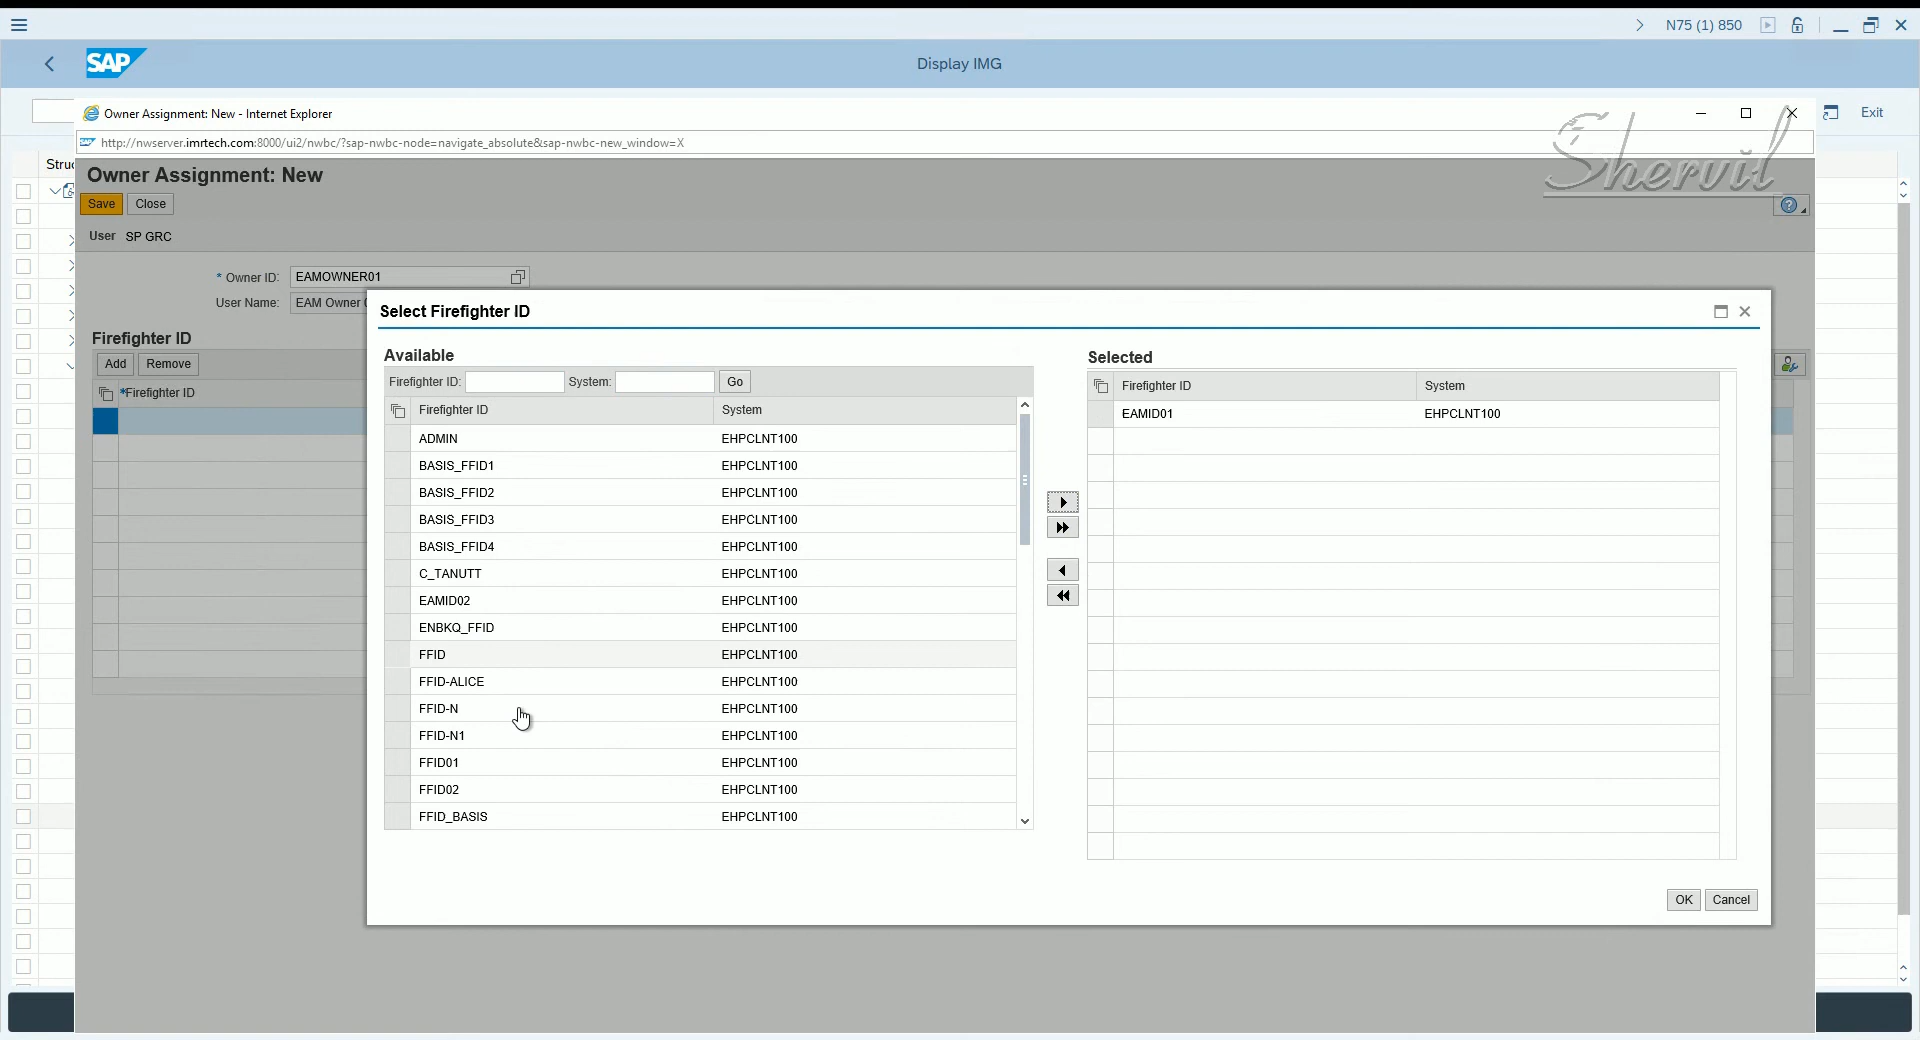 N75 (1) 850
SAP
Display IMG
Owner Assignment: New - Internet Explorer
Exit
http://nwserver.imrtech.com:8000/ui2/nwbc/?sap-nwbc-node=navigate_absolute&sap-nwbc-new_window=X
Shervil
Struc
Owner Assignment: New
Save Close
User SP GRC
* Owner ID: EAMOWNER01
User Name: EAM Owner
Firefighter ID
Add Remove
*Firefighter ID
Select Firefighter ID
Available
Firefighter ID: System: Go
Firefighter ID System
ADMIN EHPCLNT100
BASIS_FFID1 EHPCLNT100
BASIS_FFID2 EHPCLNT100
BASIS_FFID3 EHPCLNT100
BASIS_FFID4 EHPCLNT100
C_TANUTT EHPCLNT100
EAMID02 EHPCLNT100
ENBKQ_FFID EHPCLNT100
FFID EHPCLNT100
FFID-ALICE EHPCLNT100
FFID-N EHPCLNT100
FFID-N1 EHPCLNT100
FFID01 EHPCLNT100
FFID02 EHPCLNT100
FFID_BASIS EHPCLNT100
Selected
Firefighter ID System
EAMID01 EHPCLNT100
OK Cancel